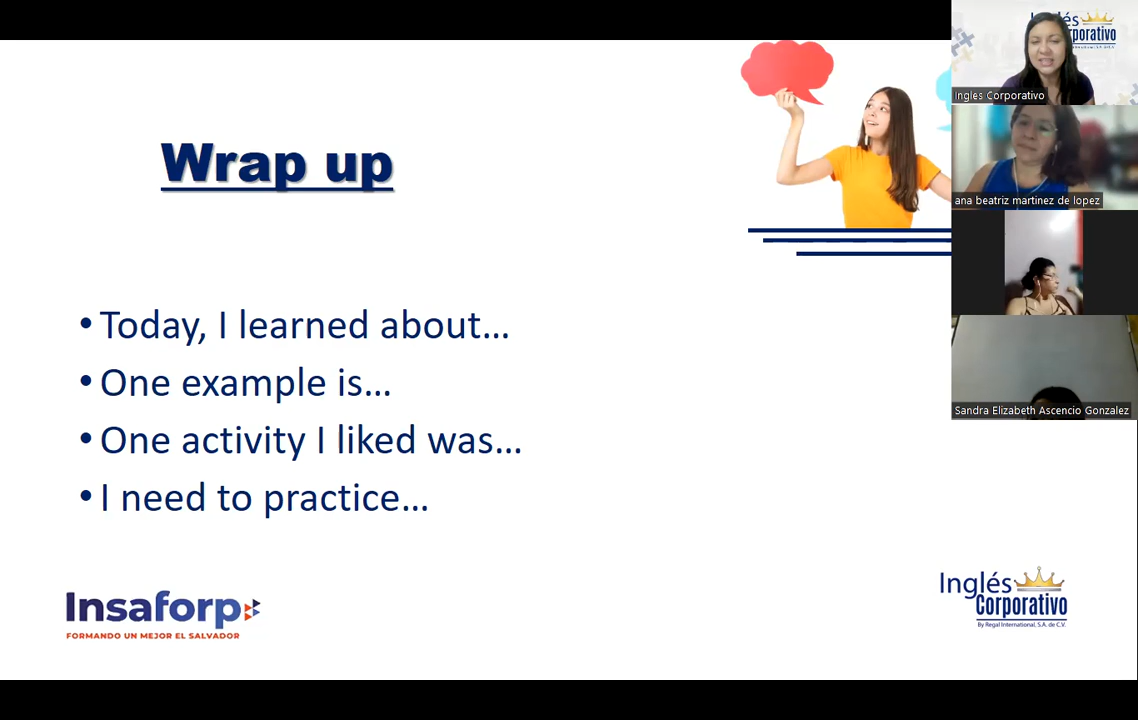 Wrap up
• Today, I learned about...
• One example is...
• One activity I liked was...
• I need to practice...
Insaforp
FORMANDO UN MEJOR EL SALVADOR
Inglés
Corporativo
By Regal International, S.A. de C.V.
Inglés
Corporativo
Ingles Corporativo
ana beatriz martinez de lopez
Sandra Elizabeth Ascencio Gonzalez